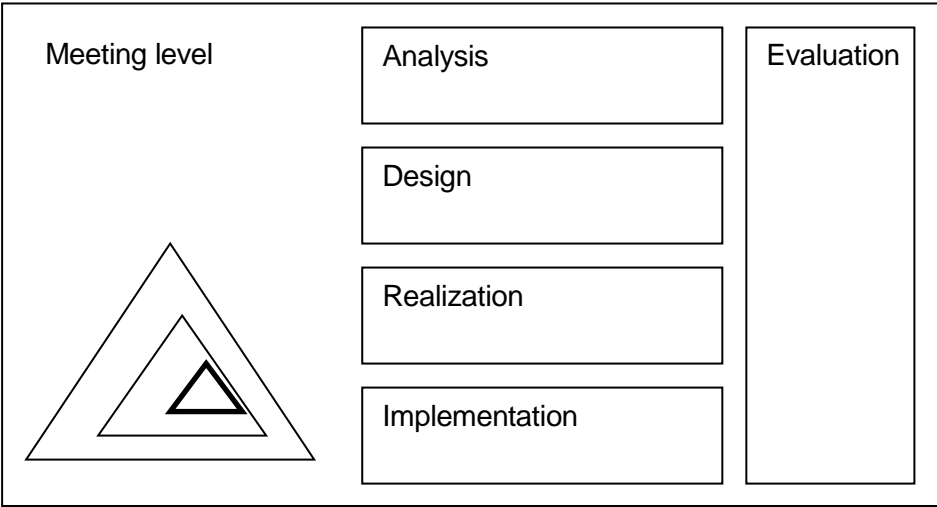 Meeting level
Analysis
Evaluation
Design
Realization
Implementation